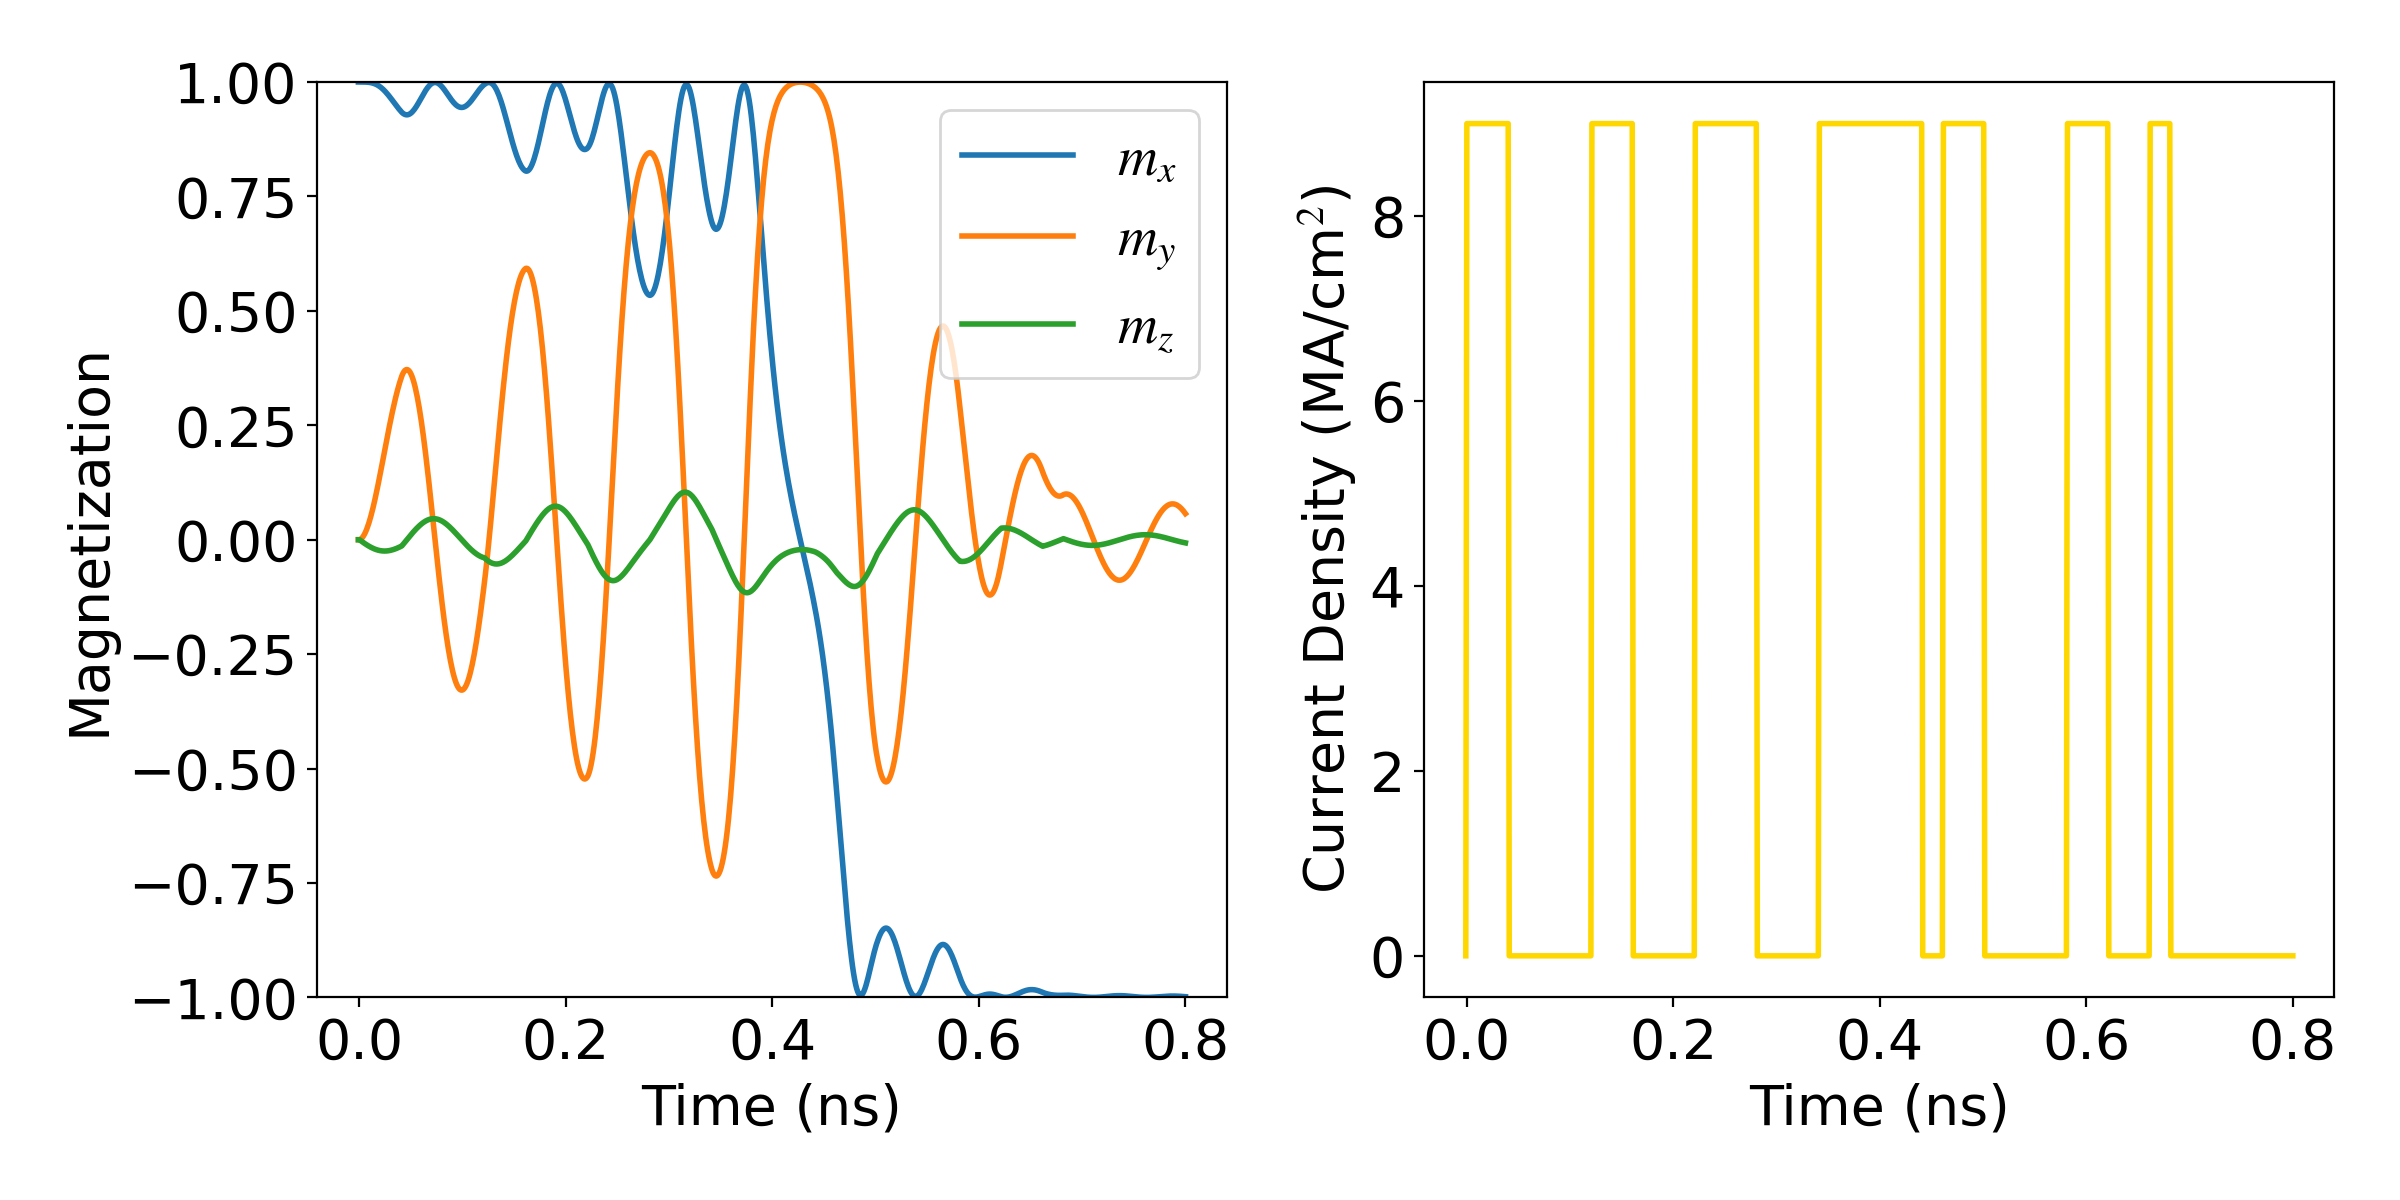 Magnetization
1.00
0.75
0.50
0.25
0.00
−0.25
−0.50
−0.75
−1.00
0.0 0.2 0.4 0.6 0.8
Time (ns)
m_x
m_y
m_z
Current Density (MA/cm²)
8
6
4
2
0
0.0 0.2 0.4 0.6 0.8
Time (ns)